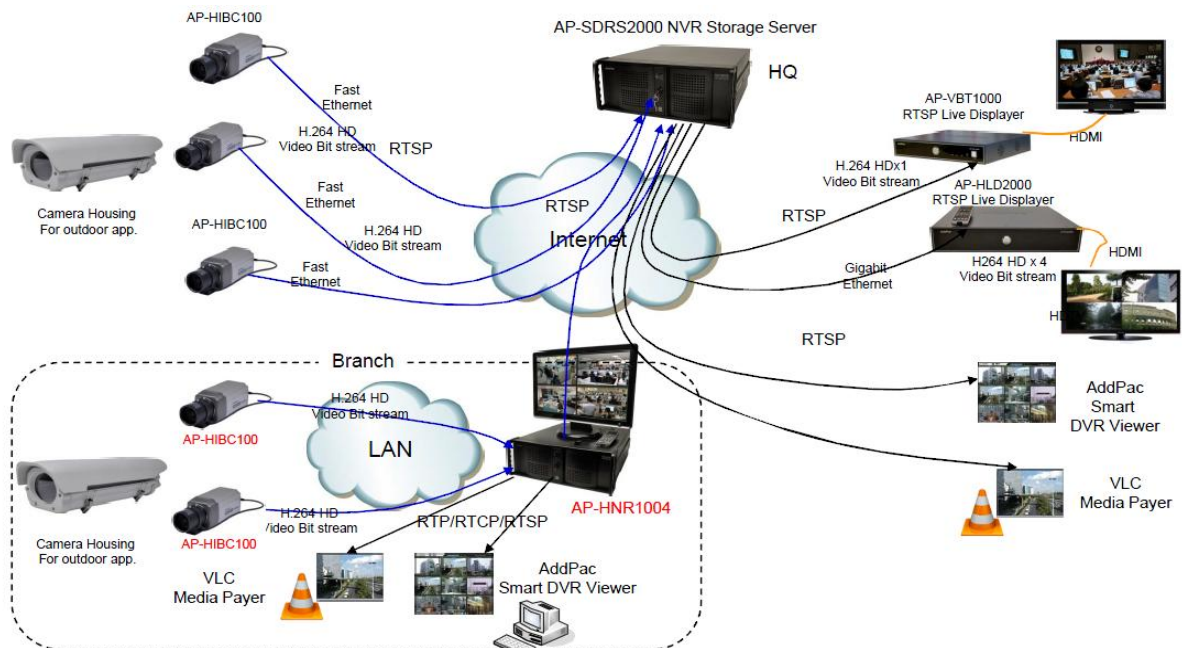 AP-HIBC100
AP-SDRS2000 NVR Storage Server
HQ
Fast
Ethernet
H.264 HD
Video Bit stream
RTSP
AP-VBT1000
RTSP Live Displayer
HDMI
H.264 HDx1
Video Bit stream
Camera Housing
For outdoor app.
Fast
Ethernet
AP-HIBC100
H.264 HD
Video Bit stream
RTSP
Internet
RTSP
AP-HLD2000
RTSP Live Displayer
HDMI
Fast
Ethernet
Gigabit
Ethernet
H264 HD x 4
Video Bit stream
RTSP
Branch
H.264 HD
Video Bit stream
AP-HIBC100
LAN
AddPac
Smart
DVR Viewer
AP-HNR1004
H.264 HD
Video Bit stream
AP-HIBC100
RTP/RTCP/RTSP
VLC
Media Payer
Camera Housing
For outdoor app.
VLC
Media Payer
AddPac
Smart DVR Viewer